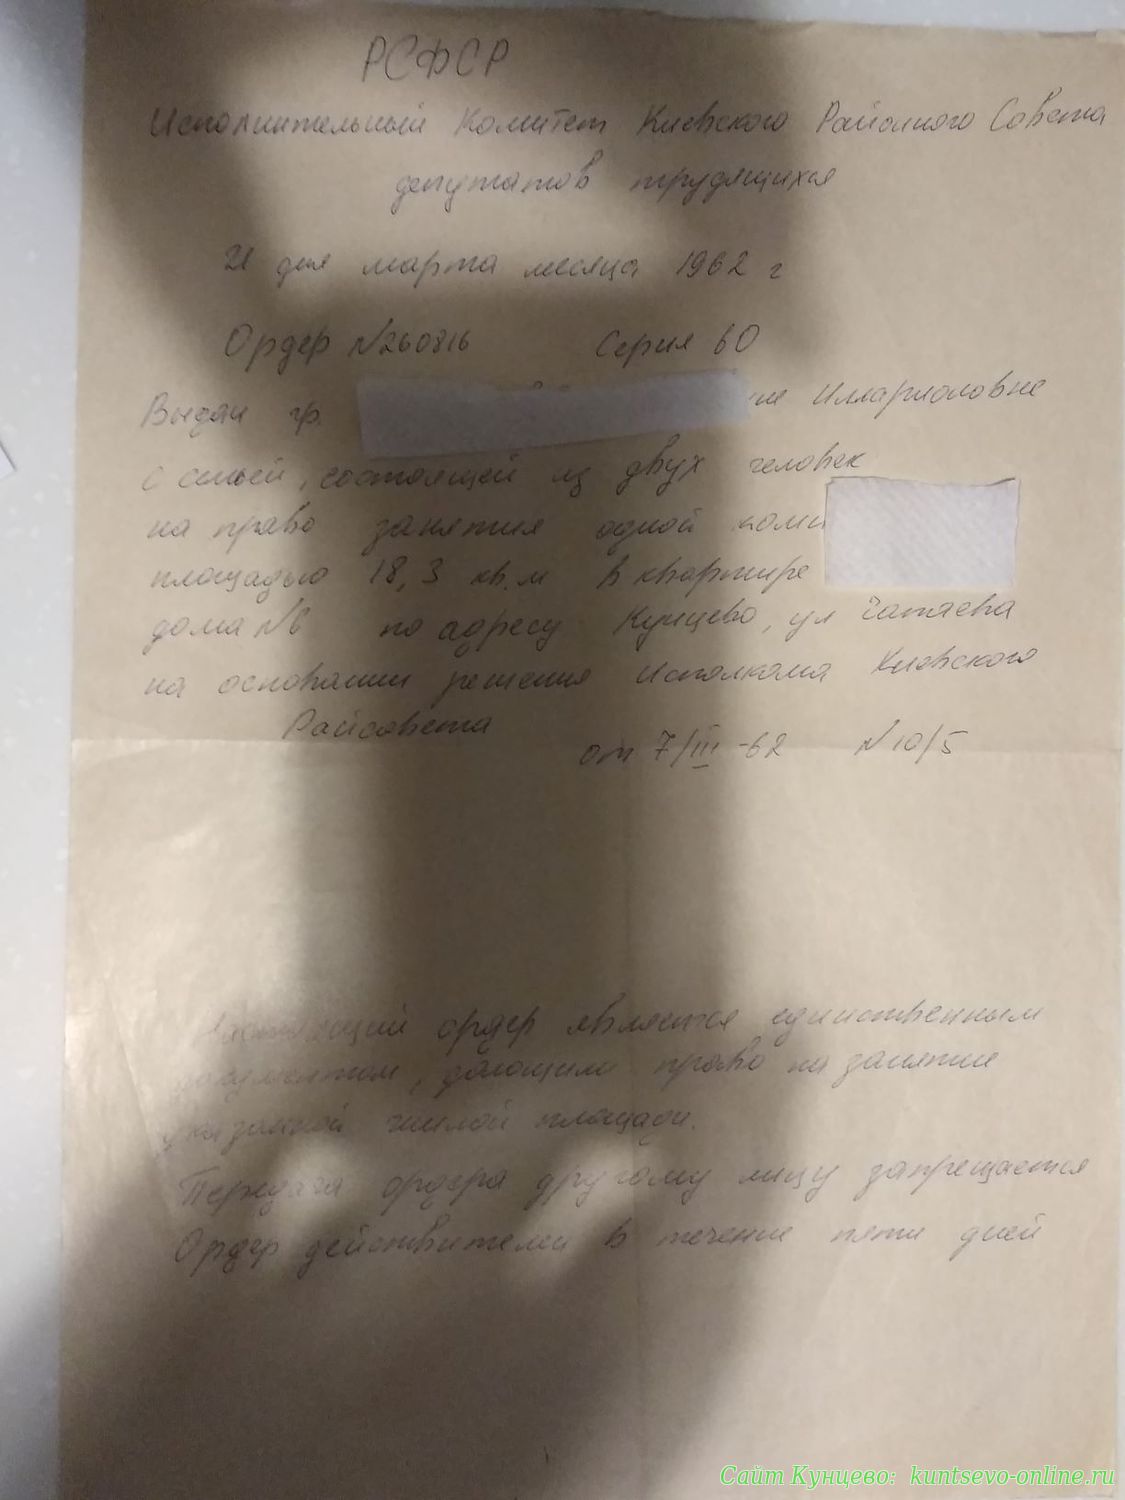 РСФСР
Исполнительный Комитет Киевского Районного Совета
депутатов трудящихся
21 дня марта месяца 1962 г
Ордер №260816 Серия 60
Выдан гр. Илларионовне
с семьей, состоящей из двух человек
на право занятия одной комн
площадью 18,3 кв.м в квартире
дома №6 по адресу Кунцево, ул Чапаева
на основании решения Исполкома Киевского
Райсовета
от 7/III -62 №10/5
Настоящий ордер является единственным
документом, дающим право на занятие
указанной жилой площади.
Передача ордера другому лицу запрещается
Ордер действителен в течение пяти дней
Сайт Кунцево: kuntsevo-online.ru